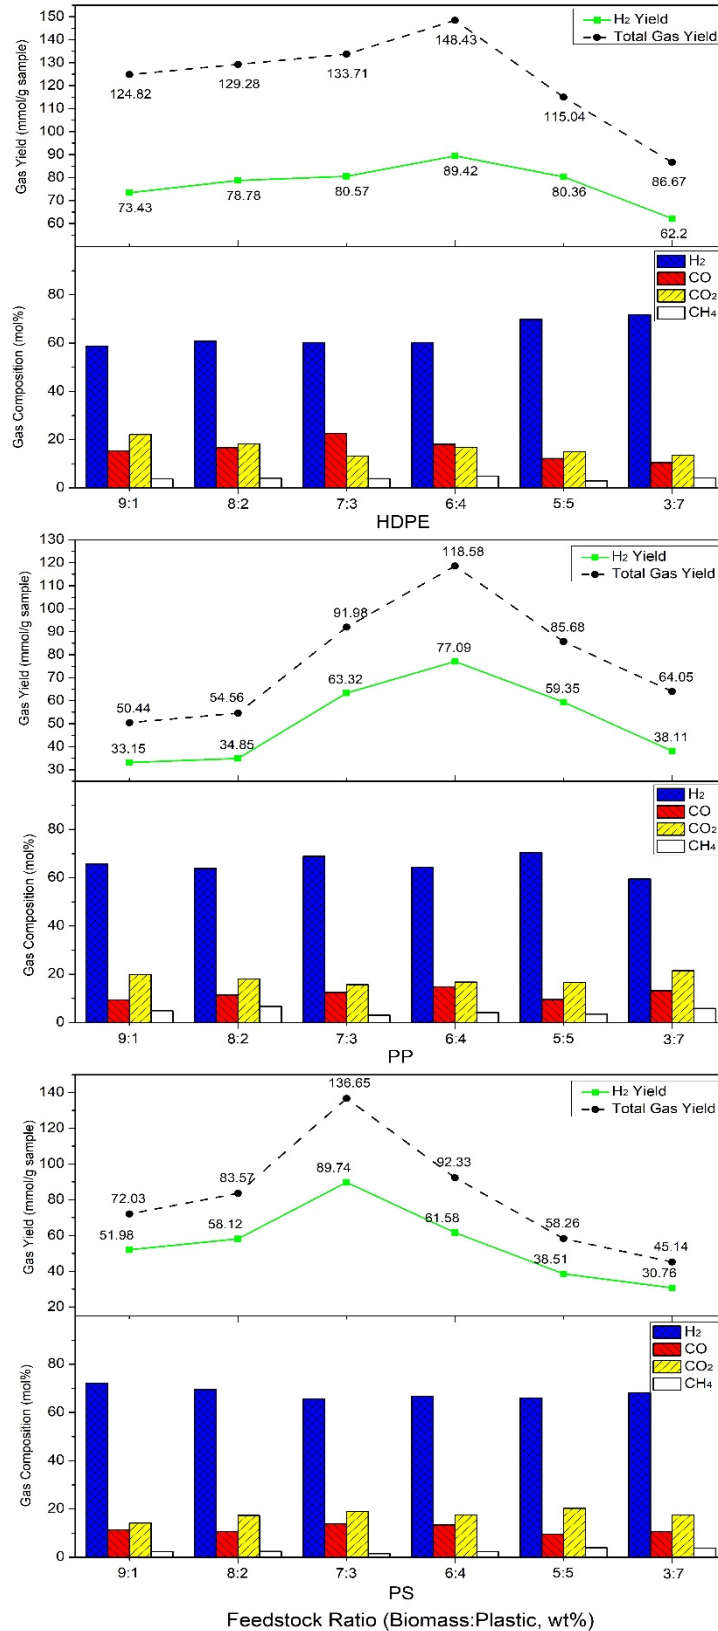 150
140
130
120
110
100
90
80
70
60
Gas Yield (mmol/g sample)
H2 Yield
Total Gas Yield
124.82
129.28
133.71
148.43
115.04
86.67
73.43
78.78
80.57
89.42
80.36
62.2
80
60
40
20
0
Gas Composition (mol%)
H2
CO
CO2
CH4
9:1 8:2 7:3 6:4 5:5 3:7
HDPE
130
120
110
100
90
80
70
60
50
40
30
Gas Yield (mmol/g sample)
H2 Yield
Total Gas Yield
50.44
54.56
91.98
118.58
85.68
64.05
33.15
34.85
63.32
77.09
59.35
38.11
80
60
40
20
0
Gas Composition (mol%)
H2
CO
CO2
CH4
9:1 8:2 7:3 6:4 5:5 3:7
PP
140
120
100
80
60
40
20
Gas Yield (mmol/g sample)
H2 Yield
Total Gas Yield
72.03
83.57
136.65
92.33
58.26
45.14
51.98
58.12
89.74
61.58
38.51
30.76
80
60
40
20
0
Gas Composition (mol%)
H2
CO
CO2
CH4
9:1 8:2 7:3 6:4 5:5 3:7
PS
Feedstock Ratio (Biomass:Plastic, wt%)